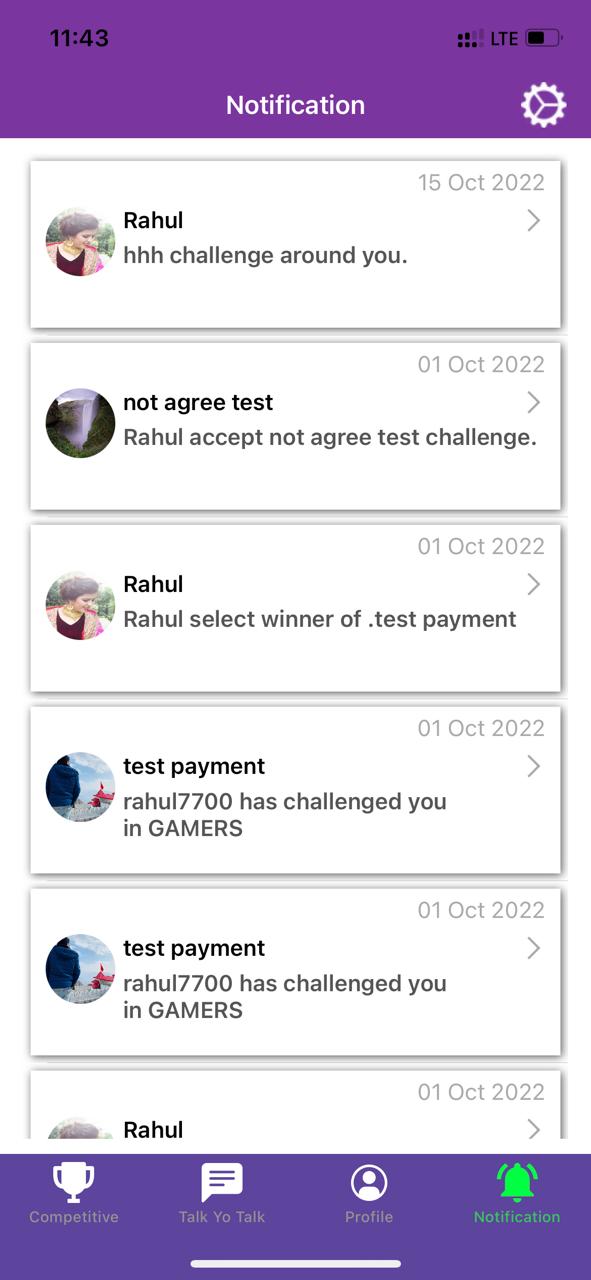 11:43
LTE
Notification
15 Oct 2022
Rahul
hhh challenge around you.
01 Oct 2022
not agree test
Rahul accept not agree test challenge.
01 Oct 2022
Rahul
Rahul select winner of .test payment
01 Oct 2022
test payment
rahul7700 has challenged you
in GAMERS
01 Oct 2022
test payment
rahul7700 has challenged you
in GAMERS
01 Oct 2022
Rahul
Competitive
Talk Yo Talk
Profile
Notification